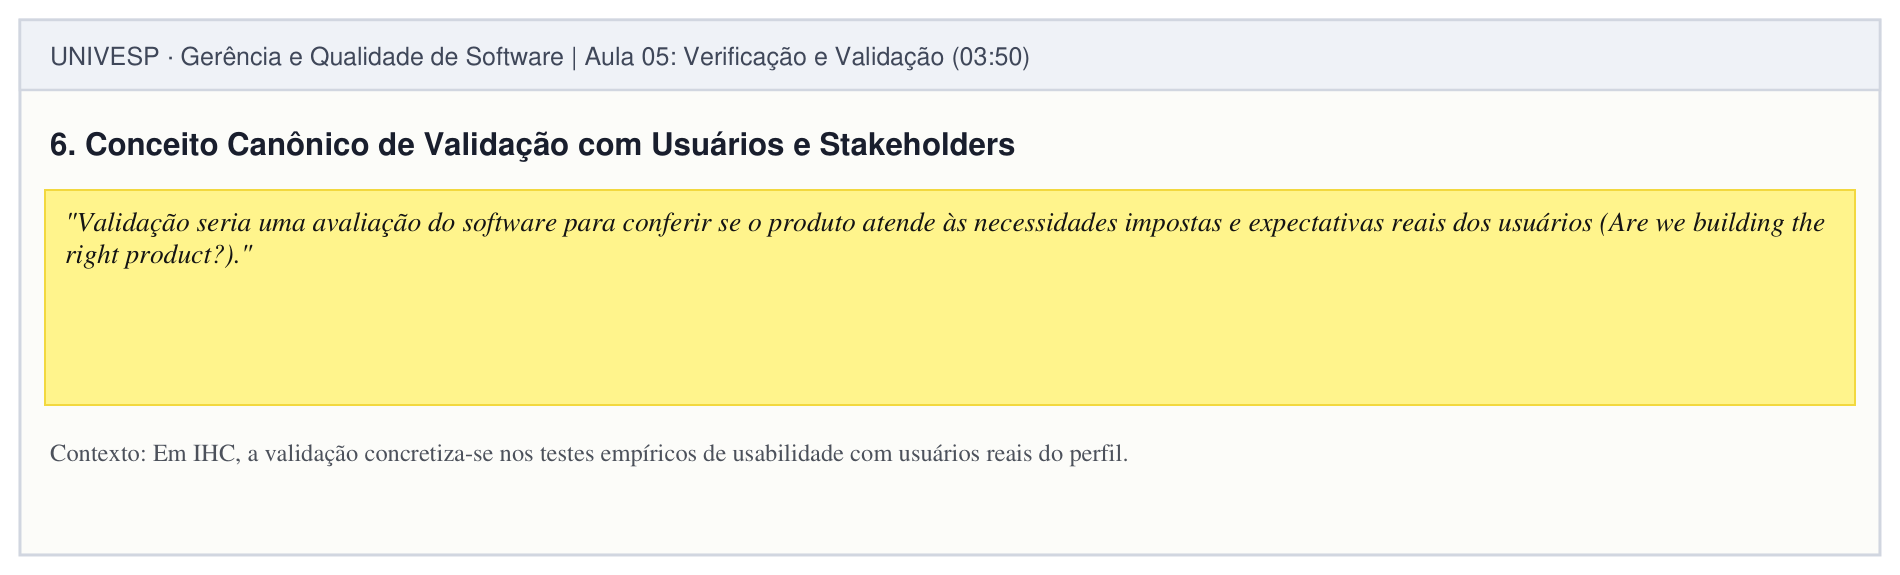 UNIVESP · Gerência e Qualidade de Software | Aula 05: Verificação e Validação (03:50)
6. Conceito Canônico de Validação com Usuários e Stakeholders
"Validação seria uma avaliação do software para conferir se o produto atende às necessidades impostas e expectativas reais dos usuários (Are we building the
right product?)."
Contexto: Em IHC, a validação concretiza-se nos testes empíricos de usabilidade com usuários reais do perfil.